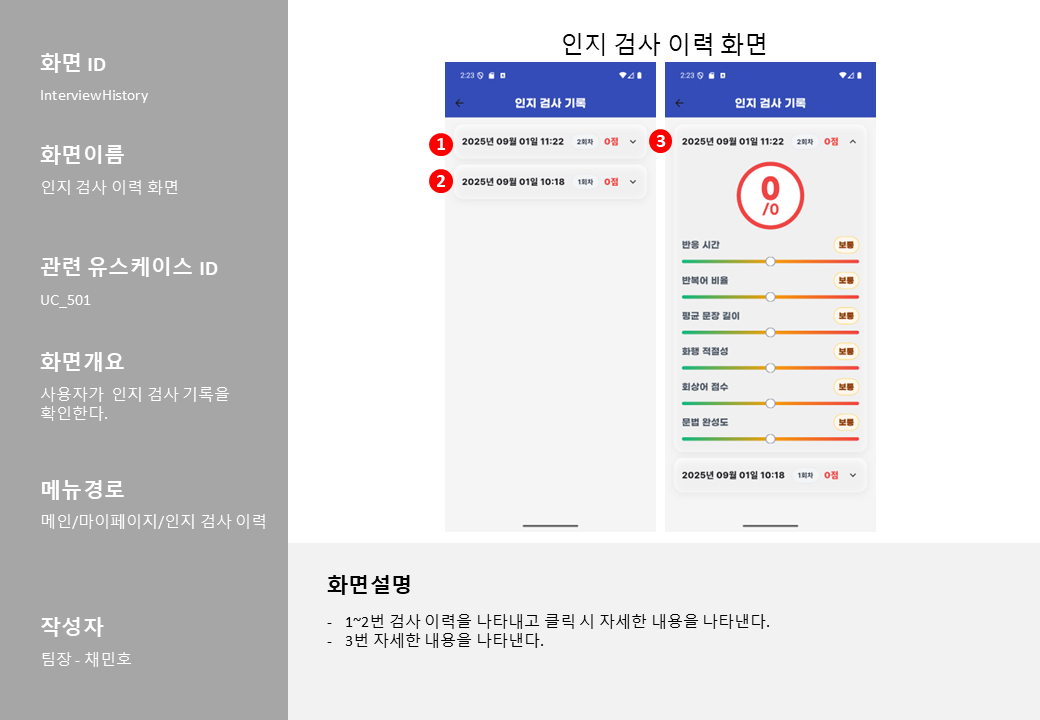 화면 ID
InterviewHistory
화면이름
인지 검사 이력 화면
관련 유스케이스 ID
UC_501
화면개요
사용자가 인지 검사 기록을
확인한다.
메뉴경로
메인/마이페이지/인지 검사 이력
작성자
팀장 - 채민호
인지 검사 이력 화면
2:23
인지 검사 기록
1 2025년 09월 01일 11:22 2회차 0점
2 2025년 09월 01일 10:18 1회차 0점
2:23
인지 검사 기록
3 2025년 09월 01일 11:22 2회차 0점
0
/0
반응 시간 보통
반복어 비율 보통
평균 문장 길이 보통
화행 적절성 보통
회상어 점수 보통
문법 완성도 보통
2025년 09월 01일 10:18 1회차 0점
화면설명
- 1~2번 검사 이력을 나타내고 클릭 시 자세한 내용을 나타낸다.
- 3번 자세한 내용을 나타낸다.